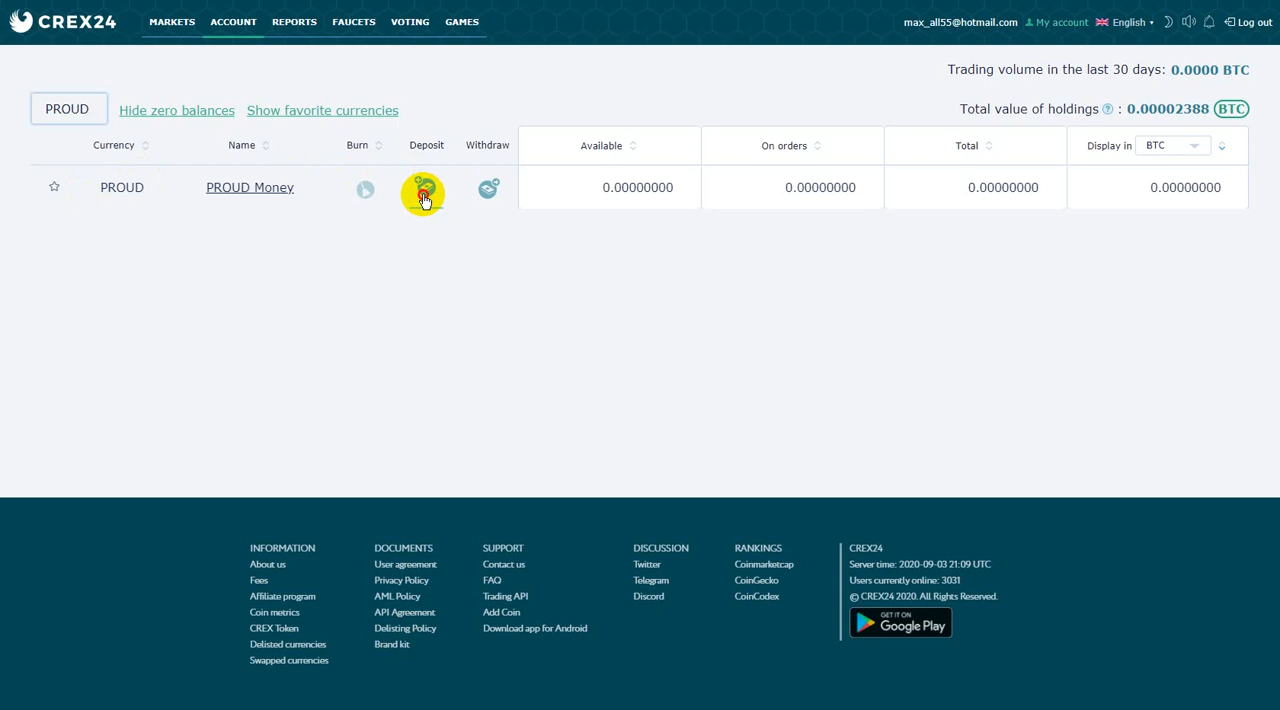 CREX24 MARKETS ACCOUNT REPORTS FAUCETS VOTING GAMES max_all55@hotmail.com My account English Log out
Trading volume in the last 30 days: 0.0000 BTC
PROUD Hide zero balances Show favorite currencies Total value of holdings ? : 0.00002388 BTC
Currency Name Burn Deposit Withdraw Available On orders Total Display in BTC
PROUD PROUD Money 0.00000000 0.00000000 0.00000000 0.00000000
INFORMATION DOCUMENTS SUPPORT DISCUSSION RANKINGS CREX24
About us User agreement Contact us Twitter Coinmarketcap Server time: 2020-09-03 21:09 UTC
Fees Privacy Policy FAQ Telegram CoinGecko Users currently online: 3031
Affiliate program AML Policy Trading API Discord CoinCodex © CREX24 2020. All Rights Reserved.
Coin metrics API Agreement Add Coin GET IT ON
CREX Token Delisting Policy Download app for Android Google Play
Delisted currencies Brand kit
Swapped currencies